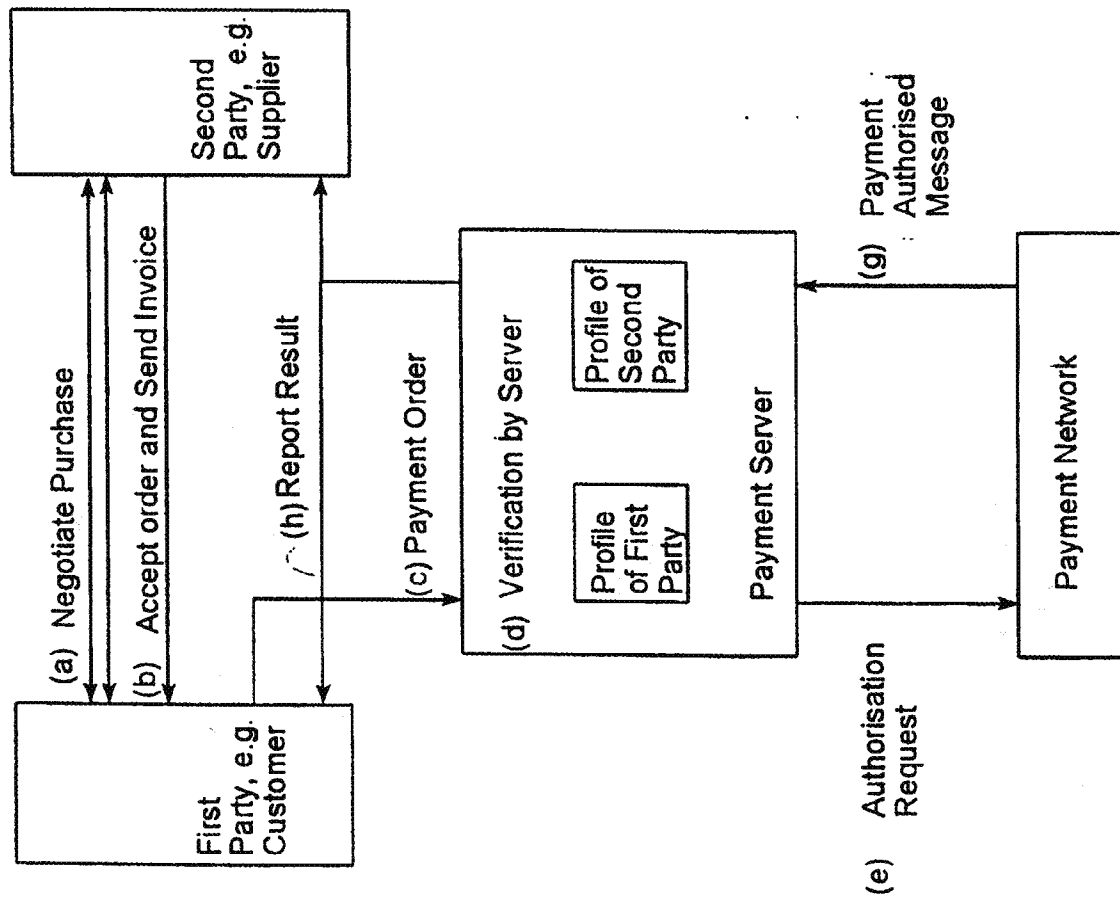 First
Party, e.g.
Customer
Second
Party, e.g.
Supplier
(a) Negotiate Purchase
(b) Accept order and Send Invoice
(h) Report Result
(c) Payment Order
(d) Verification by Server
Profile
of First
Party
Profile of
Second
Party
Payment Server
(e) Authorisation
Request
(g) Payment
Authorised
Message
Payment Network